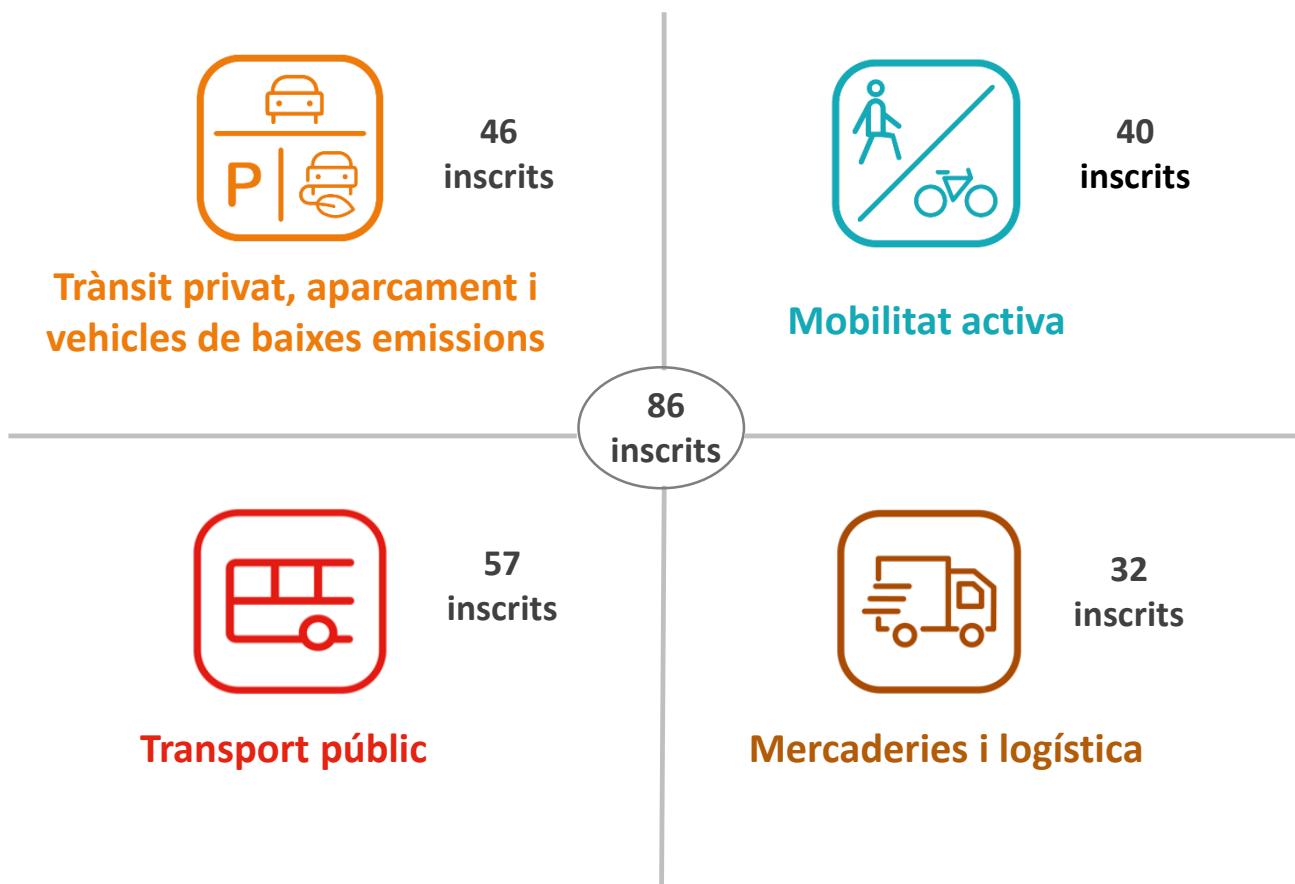 P
46
inscrits
Trànsit privat, aparcament i
vehicles de baixes emissions
40
inscrits
Mobilitat activa
86
inscrits
57
inscrits
Transport públic
32
inscrits
Mercaderies i logística